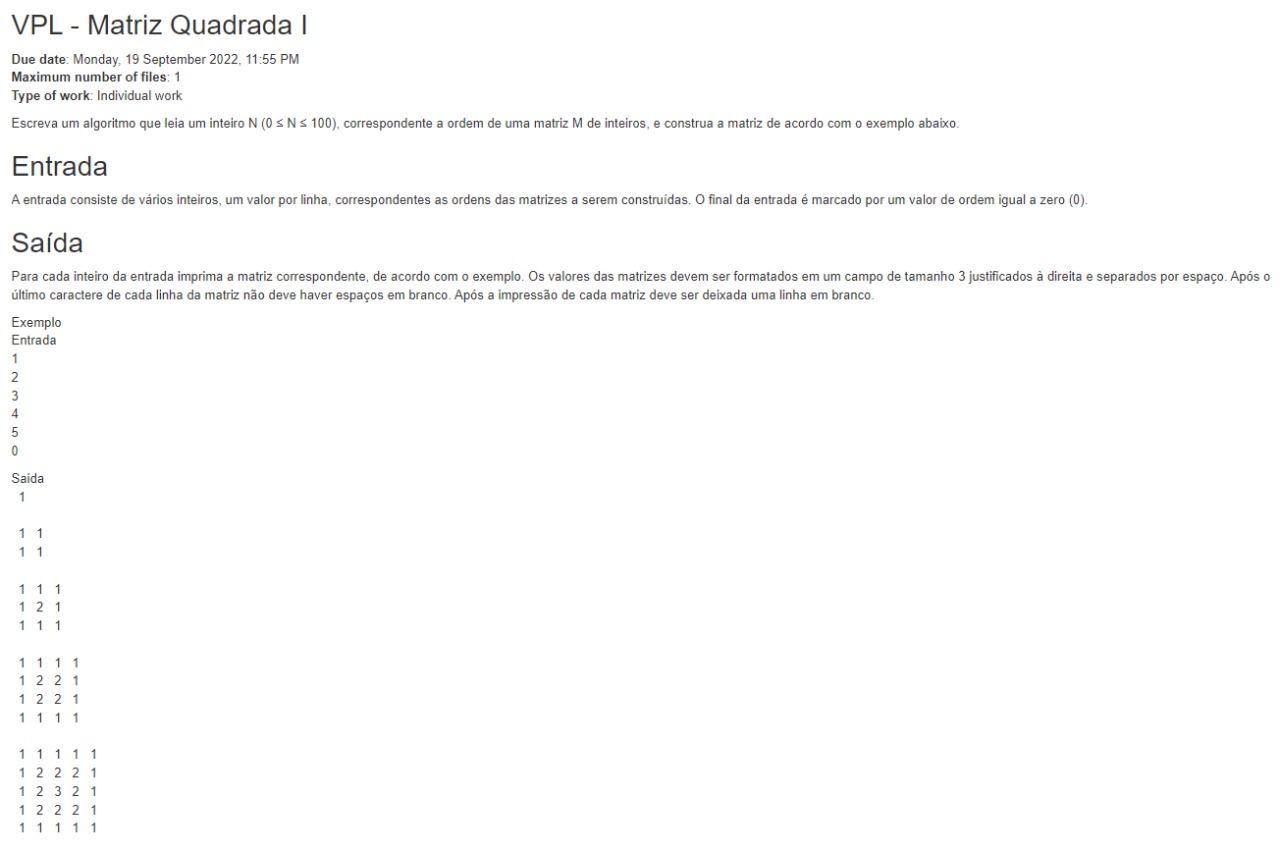 VPL - Matriz Quadrada I
Due date: Monday, 19 September 2022, 11:55 PM
Maximum number of files: 1
Type of work: Individual work
Escreva um algoritmo que leia um inteiro N (0 ≤ N ≤ 100), correspondente a ordem de uma matriz M de inteiros, e construa a matriz de acordo com o exemplo abaixo.
Entrada
A entrada consiste de vários inteiros, um valor por linha, correspondentes as ordens das matrizes a serem construídas. O final da entrada é marcado por um valor de ordem igual a zero (0).
Saída
Para cada inteiro da entrada imprima a matriz correspondente, de acordo com o exemplo. Os valores das matrizes devem ser formatados em um campo de tamanho 3 justificados à direita e separados por espaço. Após o
último caractere de cada linha da matriz não deve haver espaços em branco. Após a impressão de cada matriz deve ser deixada uma linha em branco.
Exemplo
Entrada
1
2
3
4
5
0
Saida
1
1 1
1 1
1 1 1
1 2 1
1 1 1
1 1 1 1
1 2 2 1
1 2 2 1
1 1 1 1
1 1 1 1 1
1 2 2 2 1
1 2 3 2 1
1 2 2 2 1
1 1 1 1 1